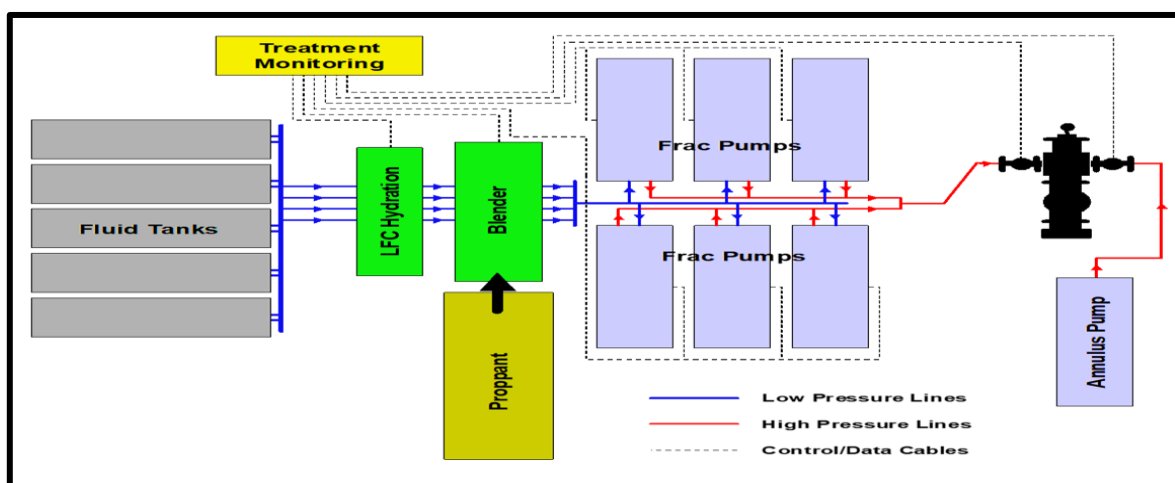 Treatment
Monitoring
Fluid Tanks
LFC Hydration
Blender
Proppant
Frac Pumps
Frac Pumps
Annulus Pump
Low Pressure Lines
High Pressure Lines
Control/Data Cables